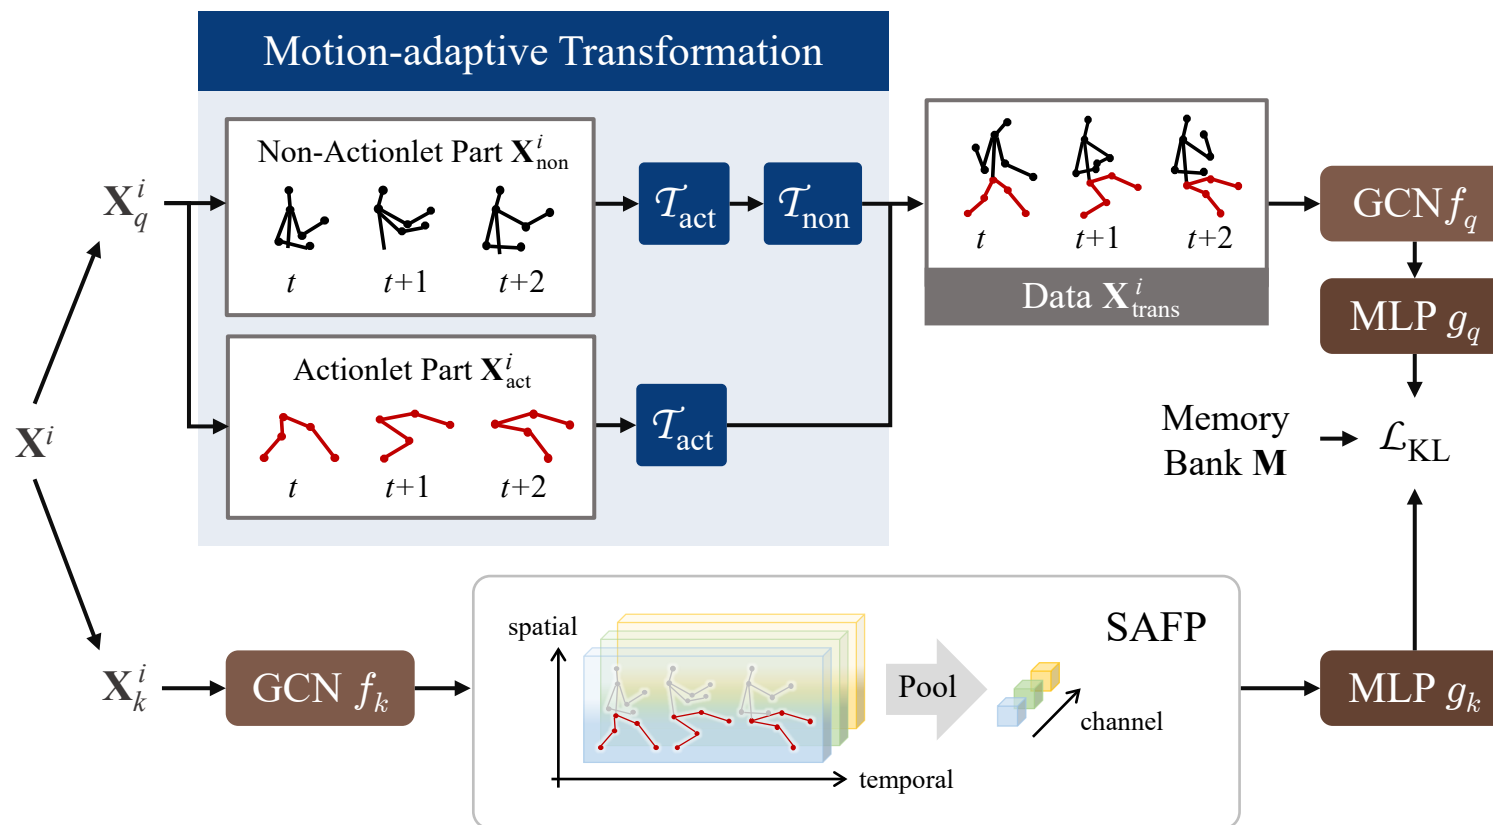 Motion-adaptive Transformation
Non-Actionlet Part X^i_non
t t+1 t+2
T_act
T_non
X^i_q
t t+1 t+2
Data X^i_trans
GCN f_q
MLP g_q
Actionlet Part X^i_act
t t+1 t+2
T_act
X^i
Memory
Bank M
L_KL
X^i_k
GCN f_k
SAFP
spatial
Pool
channel
temporal
MLP g_k